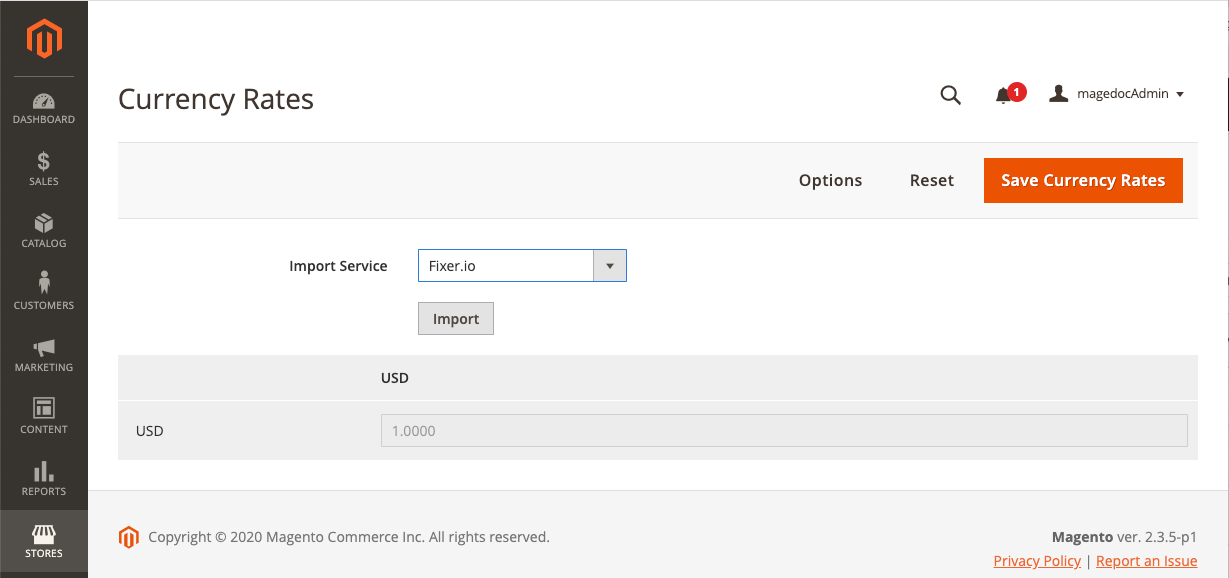 DASHBOARD
SALES
CATALOG
CUSTOMERS
MARKETING
CONTENT
REPORTS
STORES
Currency Rates
1
magedocAdmin
Options Reset Save Currency Rates
Import Service Fixer.io
Import
USD
USD 1.0000
Copyright © 2020 Magento Commerce Inc. All rights reserved.
Magento ver. 2.3.5-p1
Privacy Policy | Report an Issue